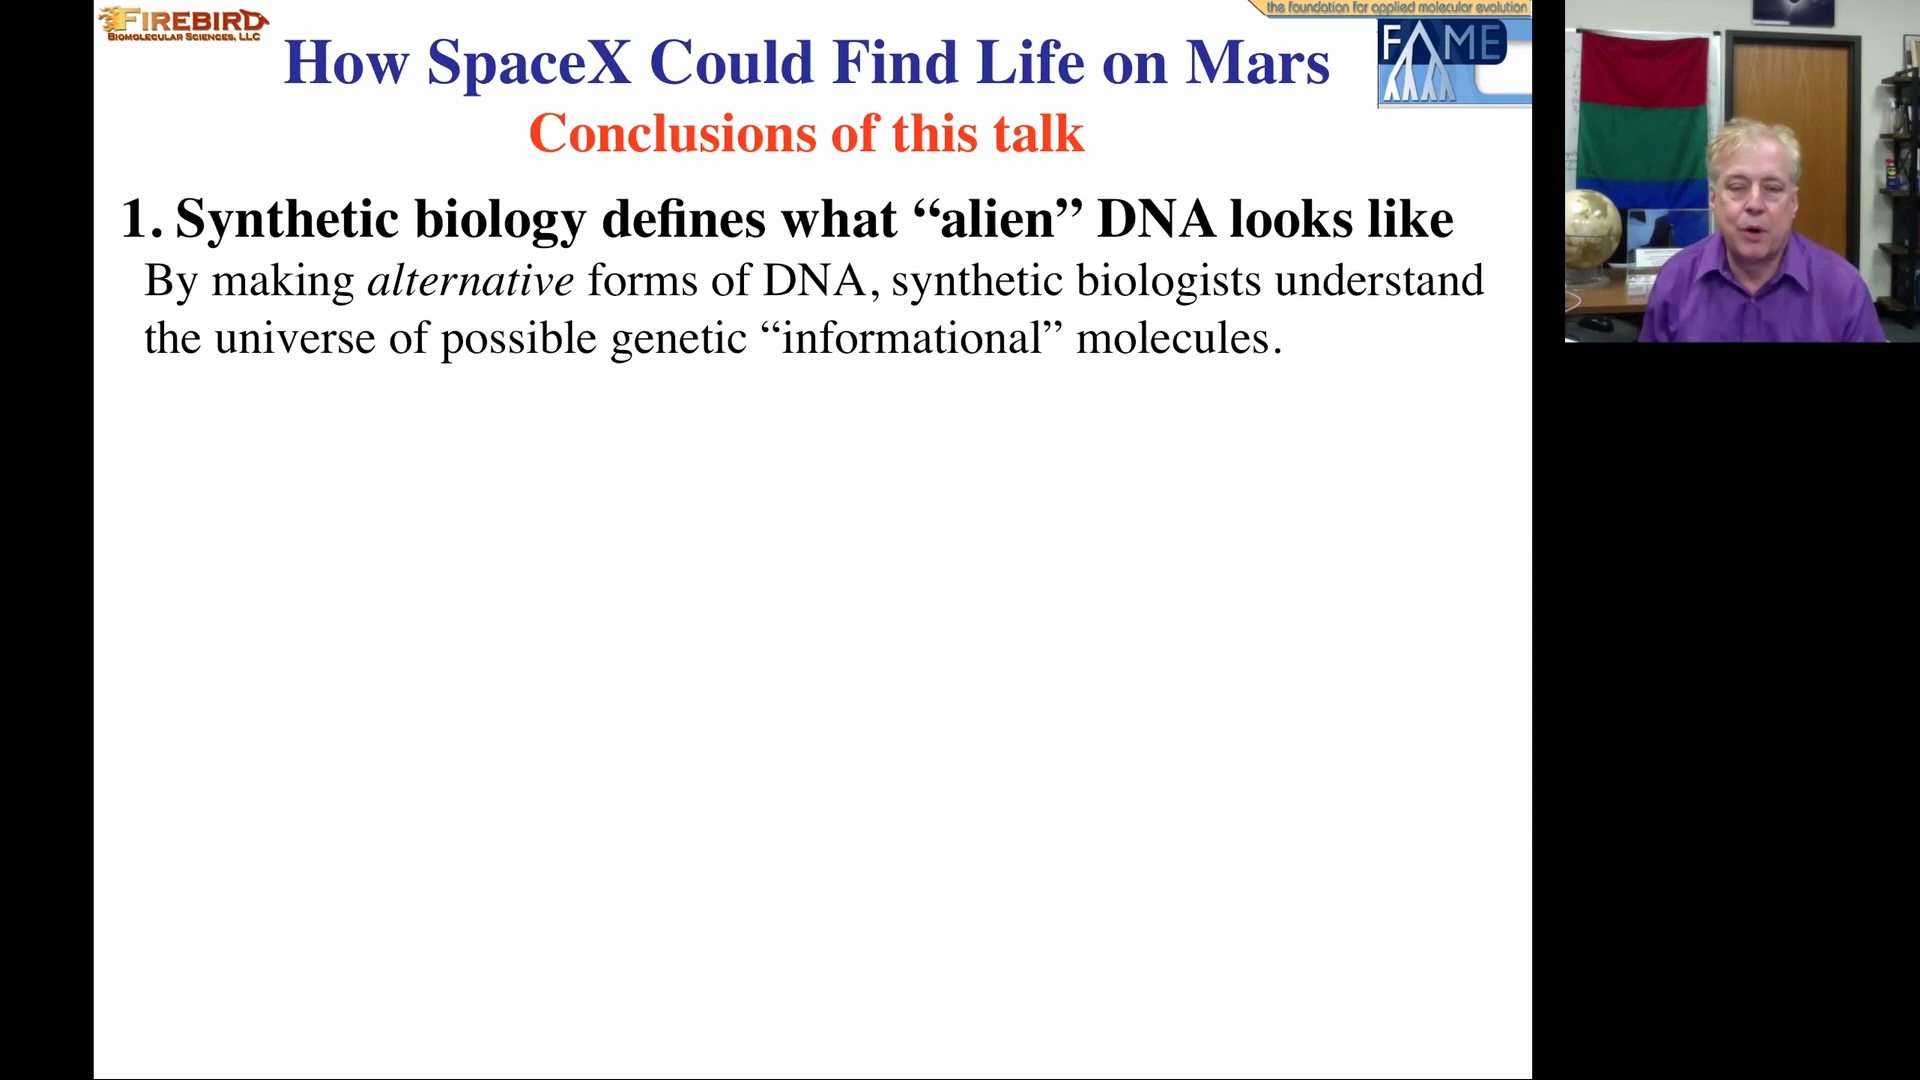 FIREBIRD
BIOMOLECULAR SCIENCES, LLC
the foundation for applied molecular evolution
FAME
How SpaceX Could Find Life on Mars
Conclusions of this talk
1. Synthetic biology defines what “alien” DNA looks like
By making alternative forms of DNA, synthetic biologists understand
the universe of possible genetic “informational” molecules.